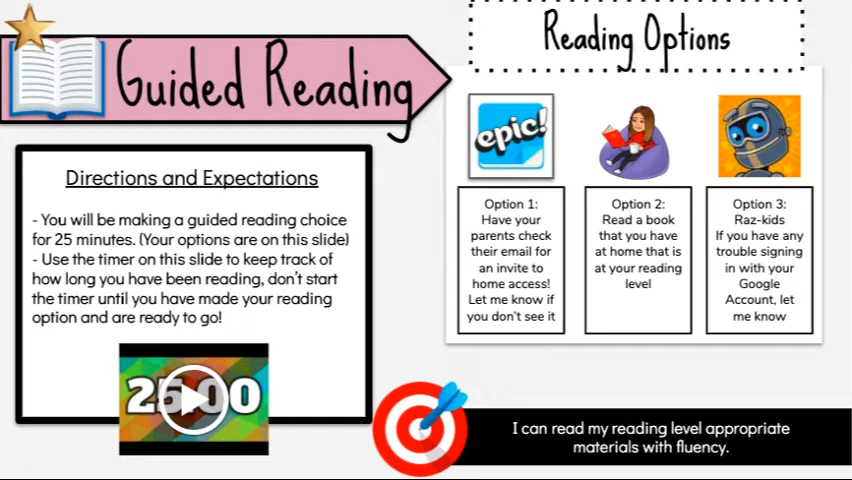 Guided Reading
Directions and Expectations
- You will be making a guided reading choice
for 25 minutes. (Your options are on this slide)
- Use the timer on this slide to keep track of
how long you have been reading, don't start
the timer until you have made your reading
option and are ready to go!
25:00
Reading Options
epic!
Option 1:
Have your
parents check
their email for
an invite to
home access!
Let me know if
you don't see it
Option 2:
Read a book
that you have
at home that is
at your reading
level
Option 3:
Raz-kids
If you have any
trouble signing
in with your
Google
Account, let
me know
I can read my reading level appropriate
materials with fluency.